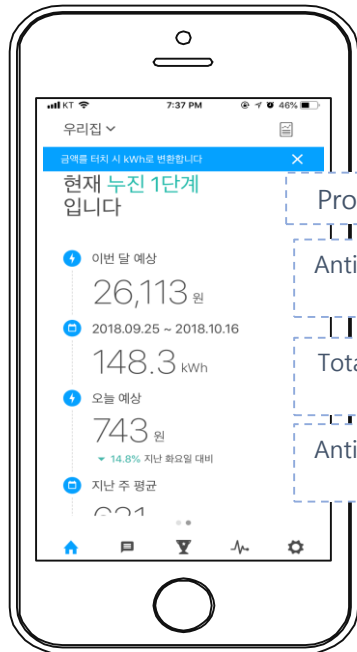 KT 7:37 PM 46%
우리집
금액를 터치 시 kWh로 변환합니다
현재 누진 1단계
입니다
Pro
이번 달 예상
Anti
26,113 원
2018.09.25 ~ 2018.10.16
148.3 kWh
Tota
오늘 예상
743 원
Anti
14.8% 지난 화요일 대비
지난 주 평균